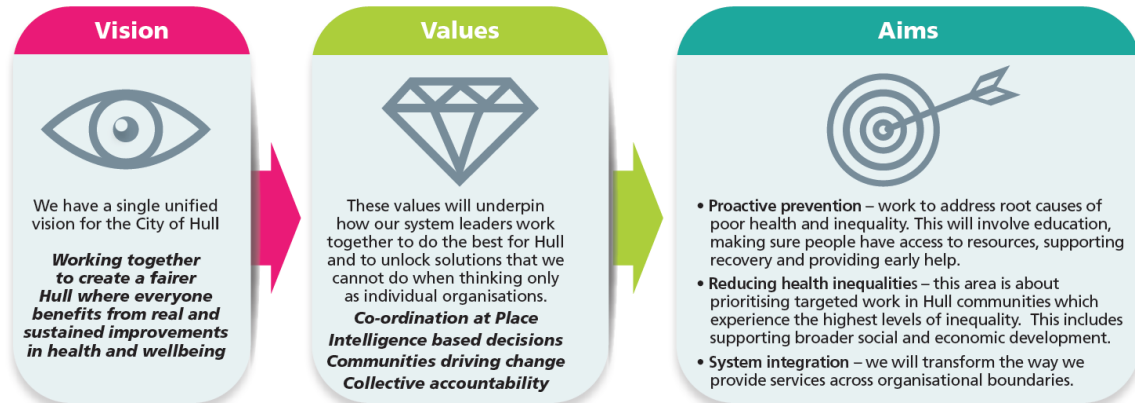 Vision
We have a single unified
vision for the City of Hull
Working together
to create a fairer
Hull where everyone
benefits from real and
sustained improvements
in health and wellbeing
Values
These values will underpin
how our system leaders work
together to do the best for Hull
and to unlock solutions that we
cannot do when thinking only
as individual organisations.
Co-ordination at Place
Intelligence based decisions
Communities driving change
Collective accountability
Aims
• Proactive prevention – work to address root causes of
poor health and inequality. This will involve education,
making sure people have access to resources, supporting
recovery and providing early help.
• Reducing health inequalities – this area is about
prioritising targeted work in Hull communities which
experience the highest levels of inequality.  This includes
supporting broader social and economic development.
• System integration – we will transform the way we
provide services across organisational boundaries.